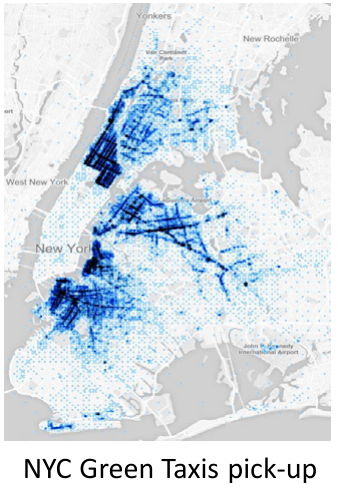 Yonkers
New Rochelle
Van Cortlandt
Park
West New York
New York
John F. Kennedy
International Airport
NYC Green Taxis pick-up